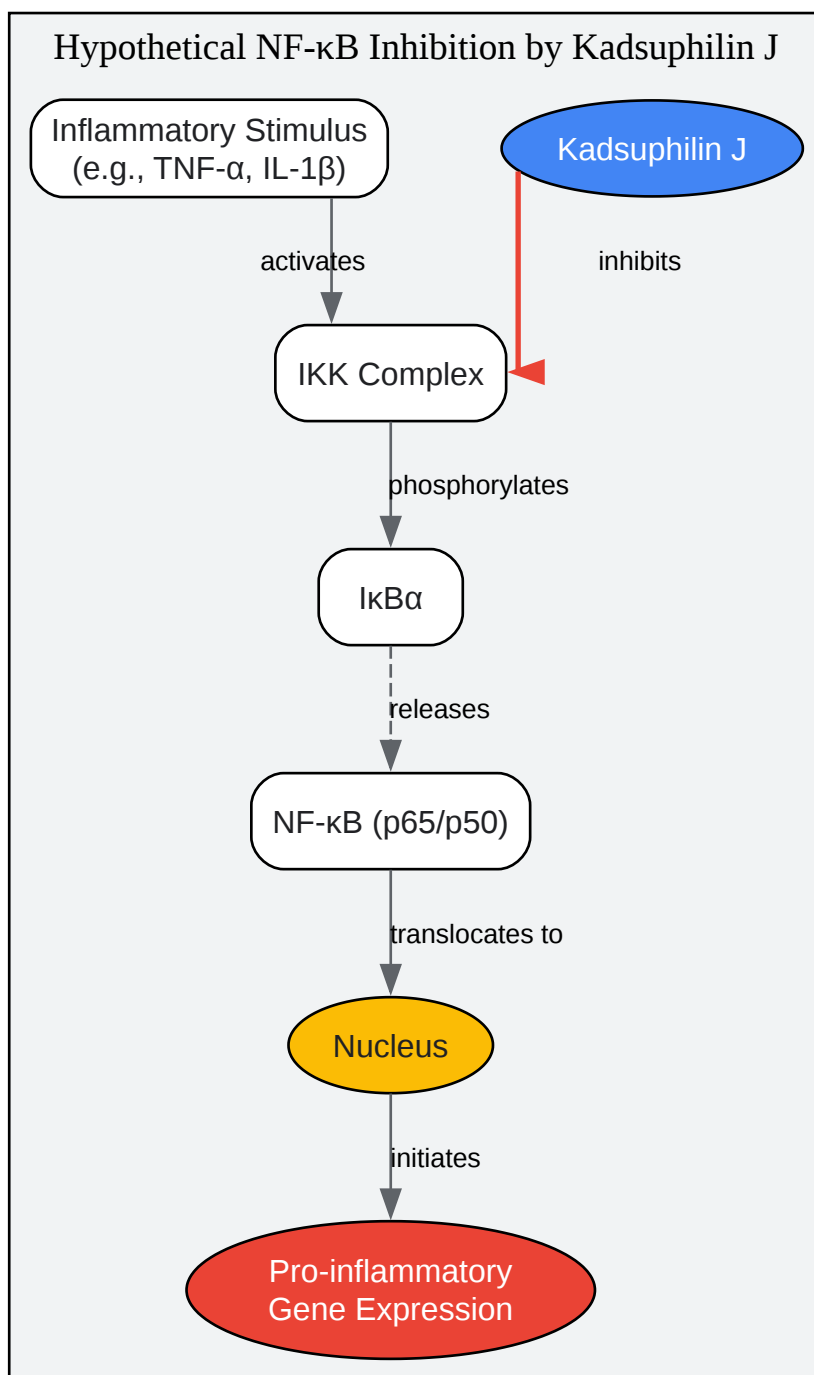 Hypothetical NF-κB Inhibition by Kadsuphilin J
Inflammatory Stimulus
(e.g., TNF-α, IL-1β)
Kadsuphilin J
activates
inhibits
IKK Complex
phosphorylates
IκBα
releases
NF-κB (p65/p50)
translocates to
Nucleus
initiates
Pro-inflammatory
Gene Expression